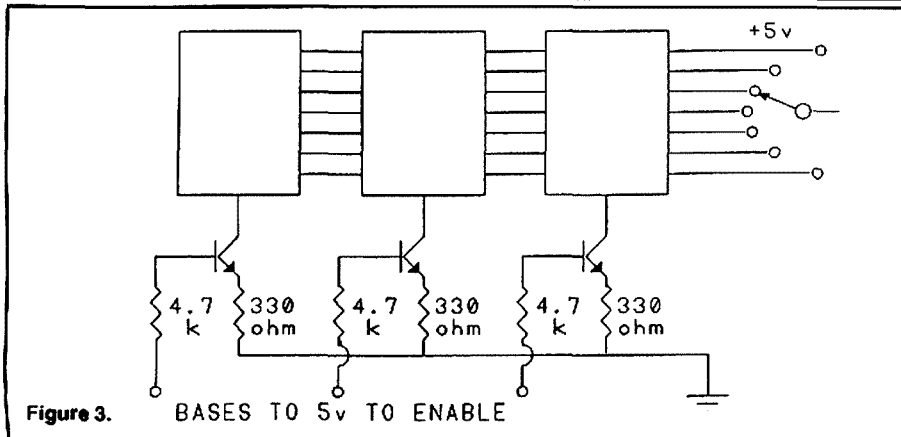 +5v
4.7 330 4.7 330 4.7 330
k ohm k ohm k ohm
Figure 3. BASES TO 5v TO ENABLE